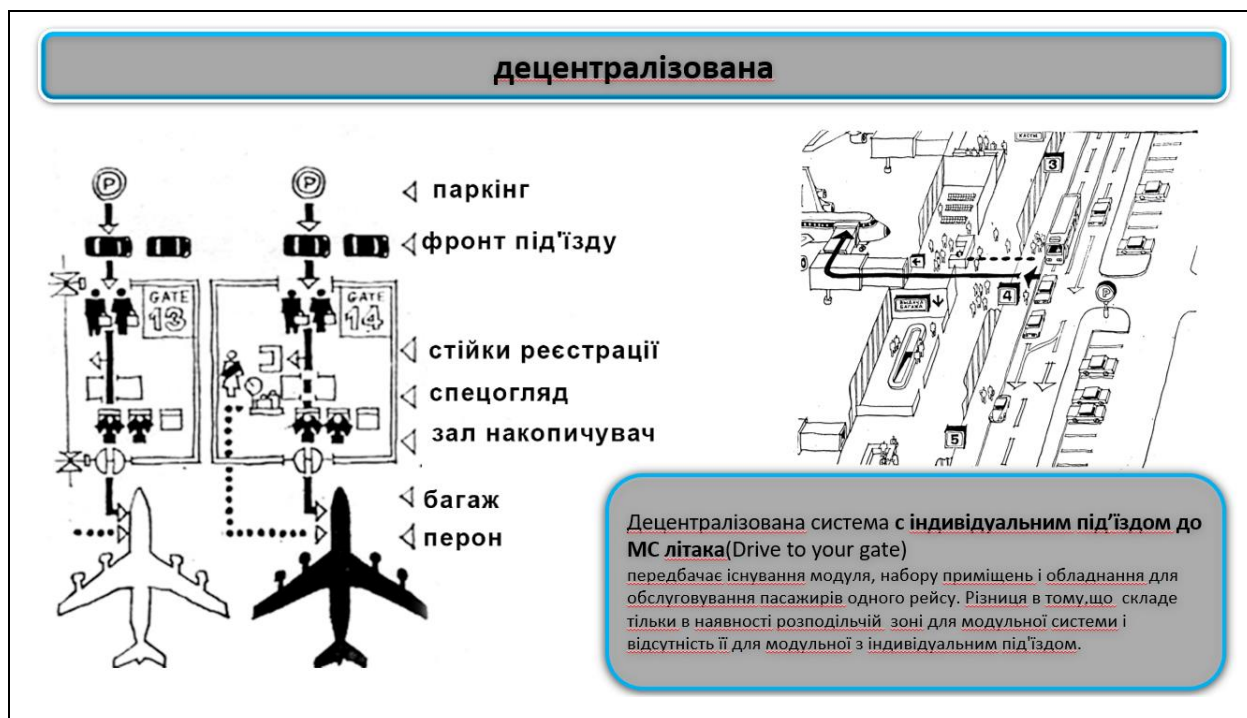 децентралізована
P
P
паркінг
фронт під'їзду
GATE
13
GATE
14
стійки реєстрації
спецогляд
зал накопичувач
багаж
перон
3
4
ВЫДАЧА
БАГАЖА
P
5
Децентралізована система с індивідуальним під'їздом до
МС літака(Drive to your gate)
передбачає існування модуля, набору приміщень і обладнання для
обслуговування пасажирів одного рейсу. Різниця в тому,що складе
тільки в наявності розподільчій зоні для модульної системи і
відсутність її для модульної з індивідуальним під'їздом.